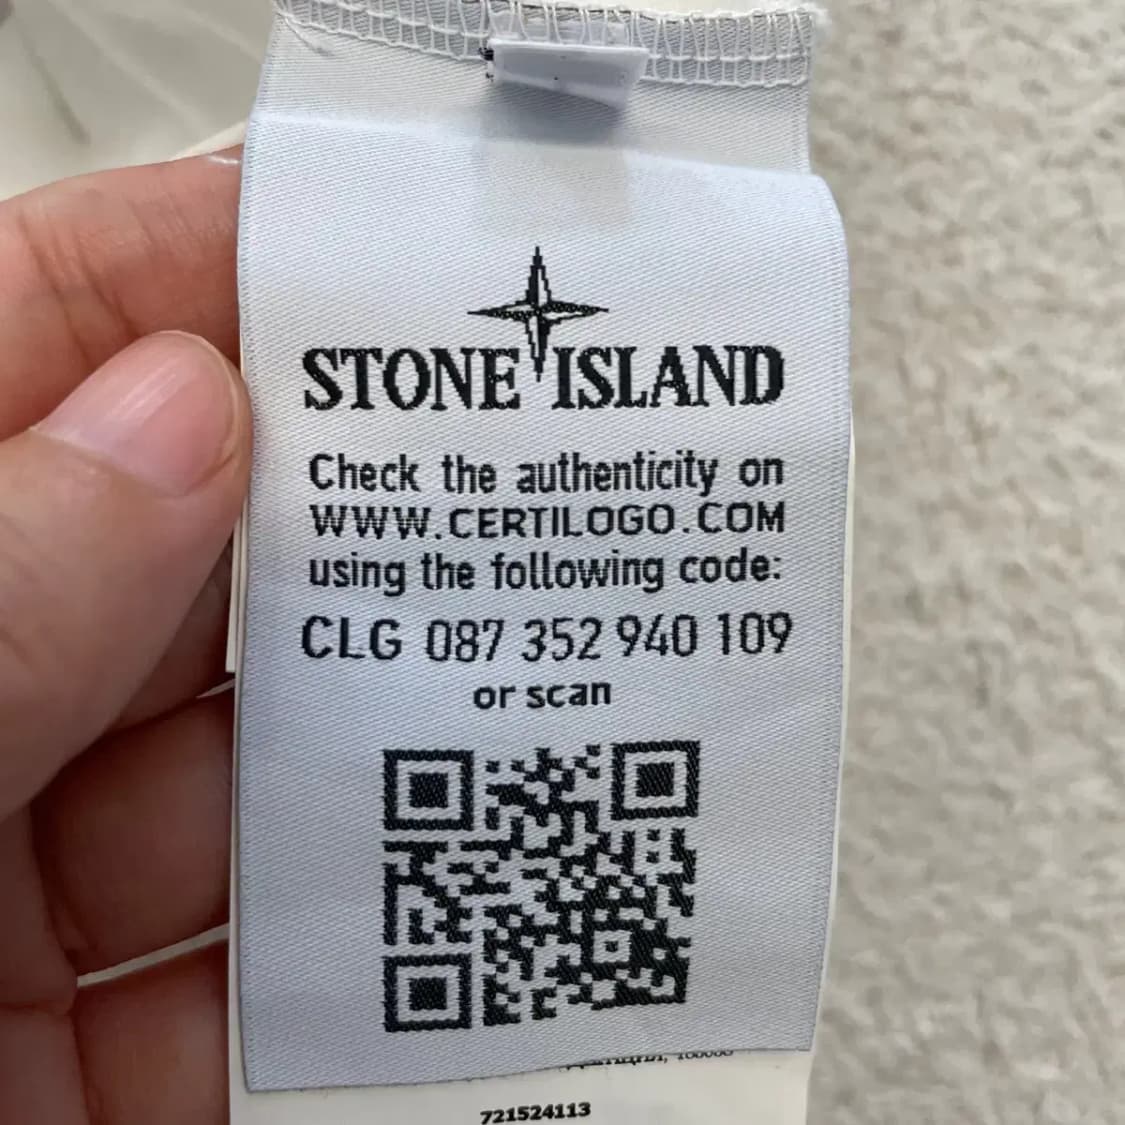 STONE ISLAND
Check the authenticity on
WWW.CERTILOGO.COM
using the following code:
CLG 087 352 940 109
or scan
721524113